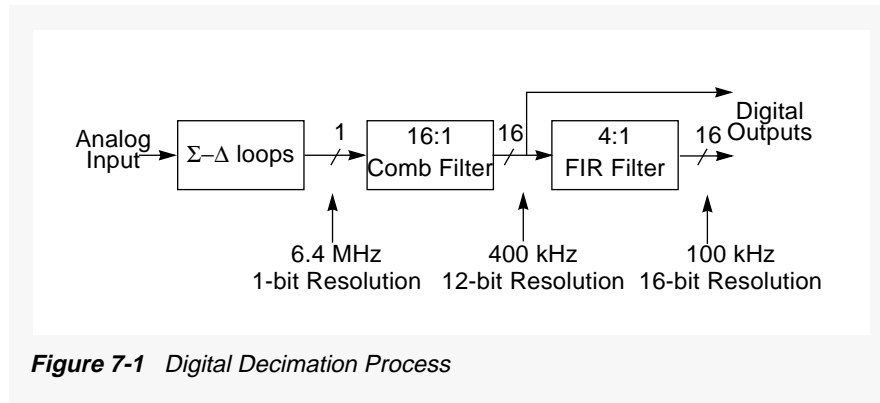 Analog
Input
Σ–Δ loops
1
16:1
Comb Filter
16
4:1
FIR Filter
16
Digital
Outputs
6.4 MHz
1-bit Resolution
400 kHz
12-bit Resolution
100 kHz
16-bit Resolution
Figure 7-1 Digital Decimation Process